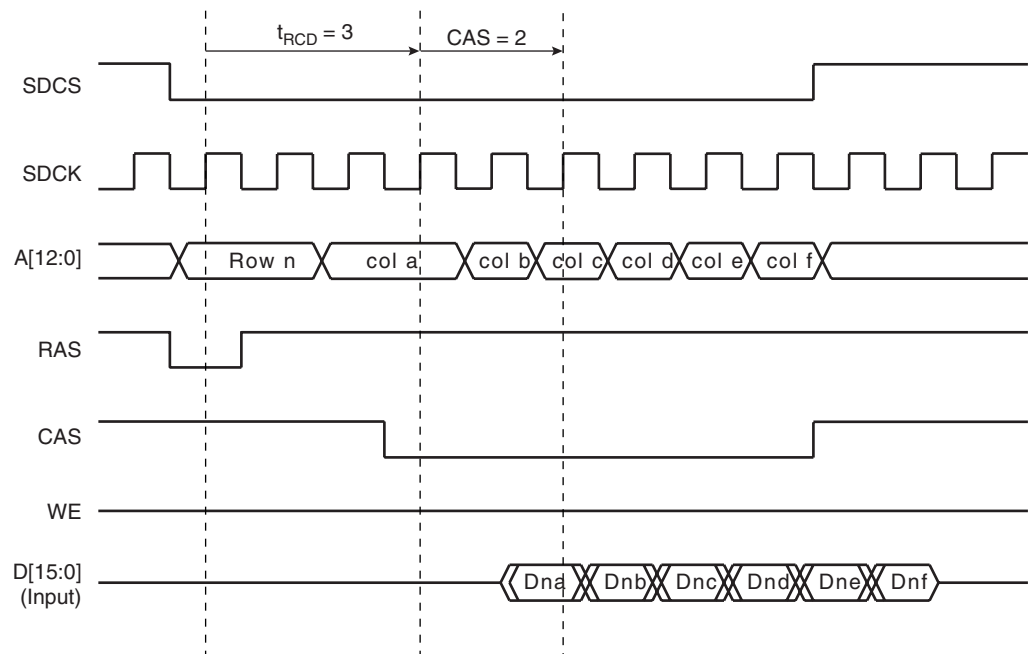 tRCD = 3 CAS = 2
SDCS
SDCK
A[12:0] Row n col a col b col c col d col e col f
RAS
CAS
WE
D[15:0]
(Input) Dna Dnb Dnc Dnd Dne Dnf